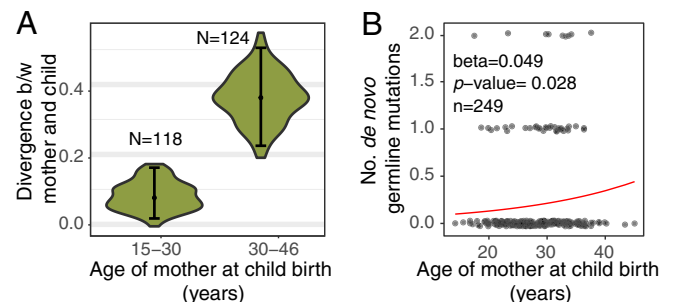 A
Divergence b/w
mother and child
0.4
0.2
0.0
N=124
N=118
15–30
30–46
Age of mother at child birth
(years)
B
No. de novo
germline mutations
2.0
1.5
1.0
0.5
0.0
beta=0.049
p–value= 0.028
n=249
20
30
40
Age of mother at child birth
(years)